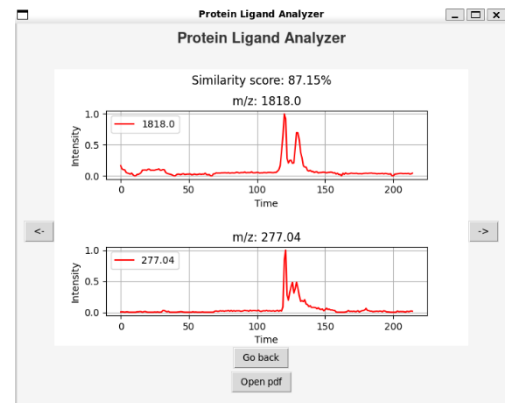 Protein Ligand Analyzer
Protein Ligand Analyzer
Similarity score: 87.15%
m/z: 1818.0
1818.0
Intensity
1.0
0.5
0.0
0 50 100 150 200
Time
<- ->
m/z: 277.04
277.04
Intensity
1.0
0.5
0.0
0 50 100 150 200
Time
Go back
Open pdf